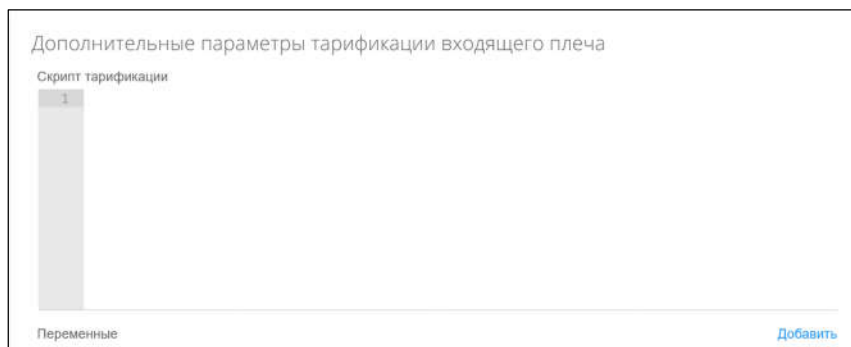 Дополнительные параметры тарификации входящего плеча
Скрипт тарификации
1
Переменные Добавить